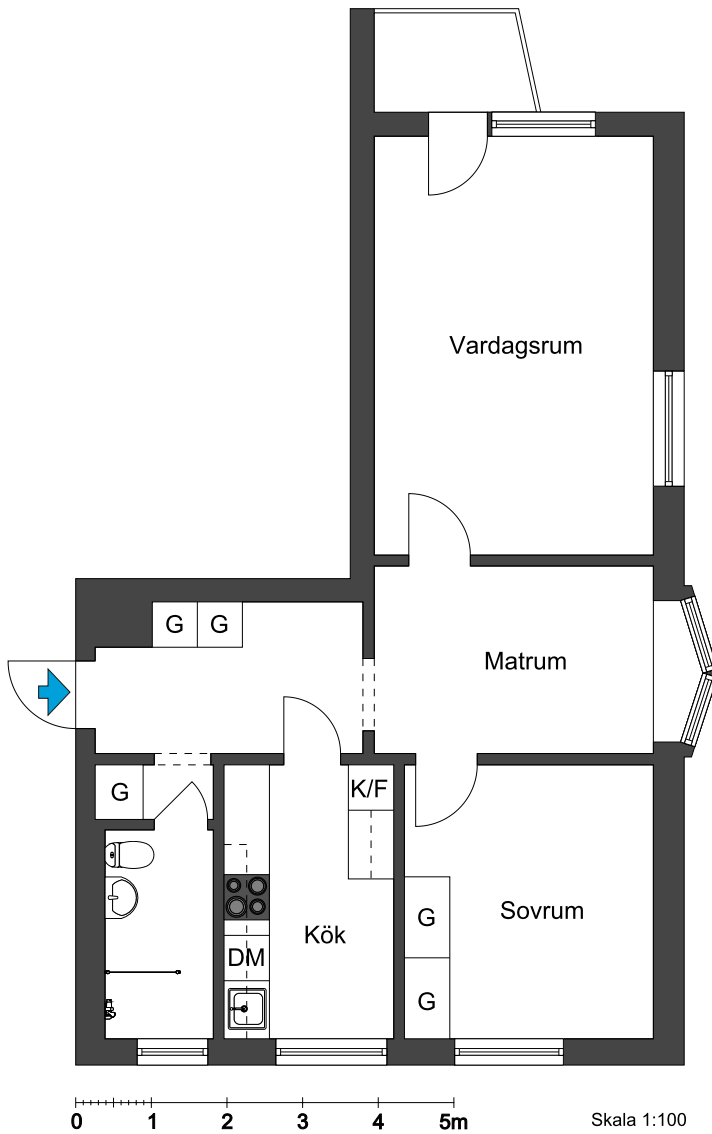 Vardagsrum
G G
Matrum
G
K/F
Kök
DM
Sovrum
G
G
0 1 2 3 4 5m
Skala 1:100